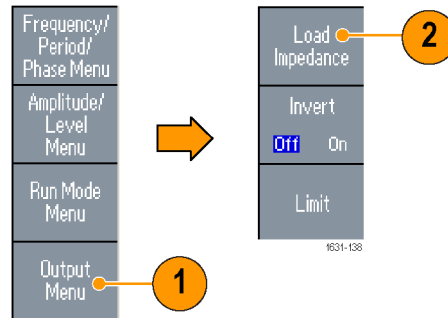 Frequency/
Period/
Phase Menu
Amplitude/
Level
Menu
Run Mode
Menu
Output
Menu
1
Load
Impedance
2
Invert
Off On
Limit
1631-138